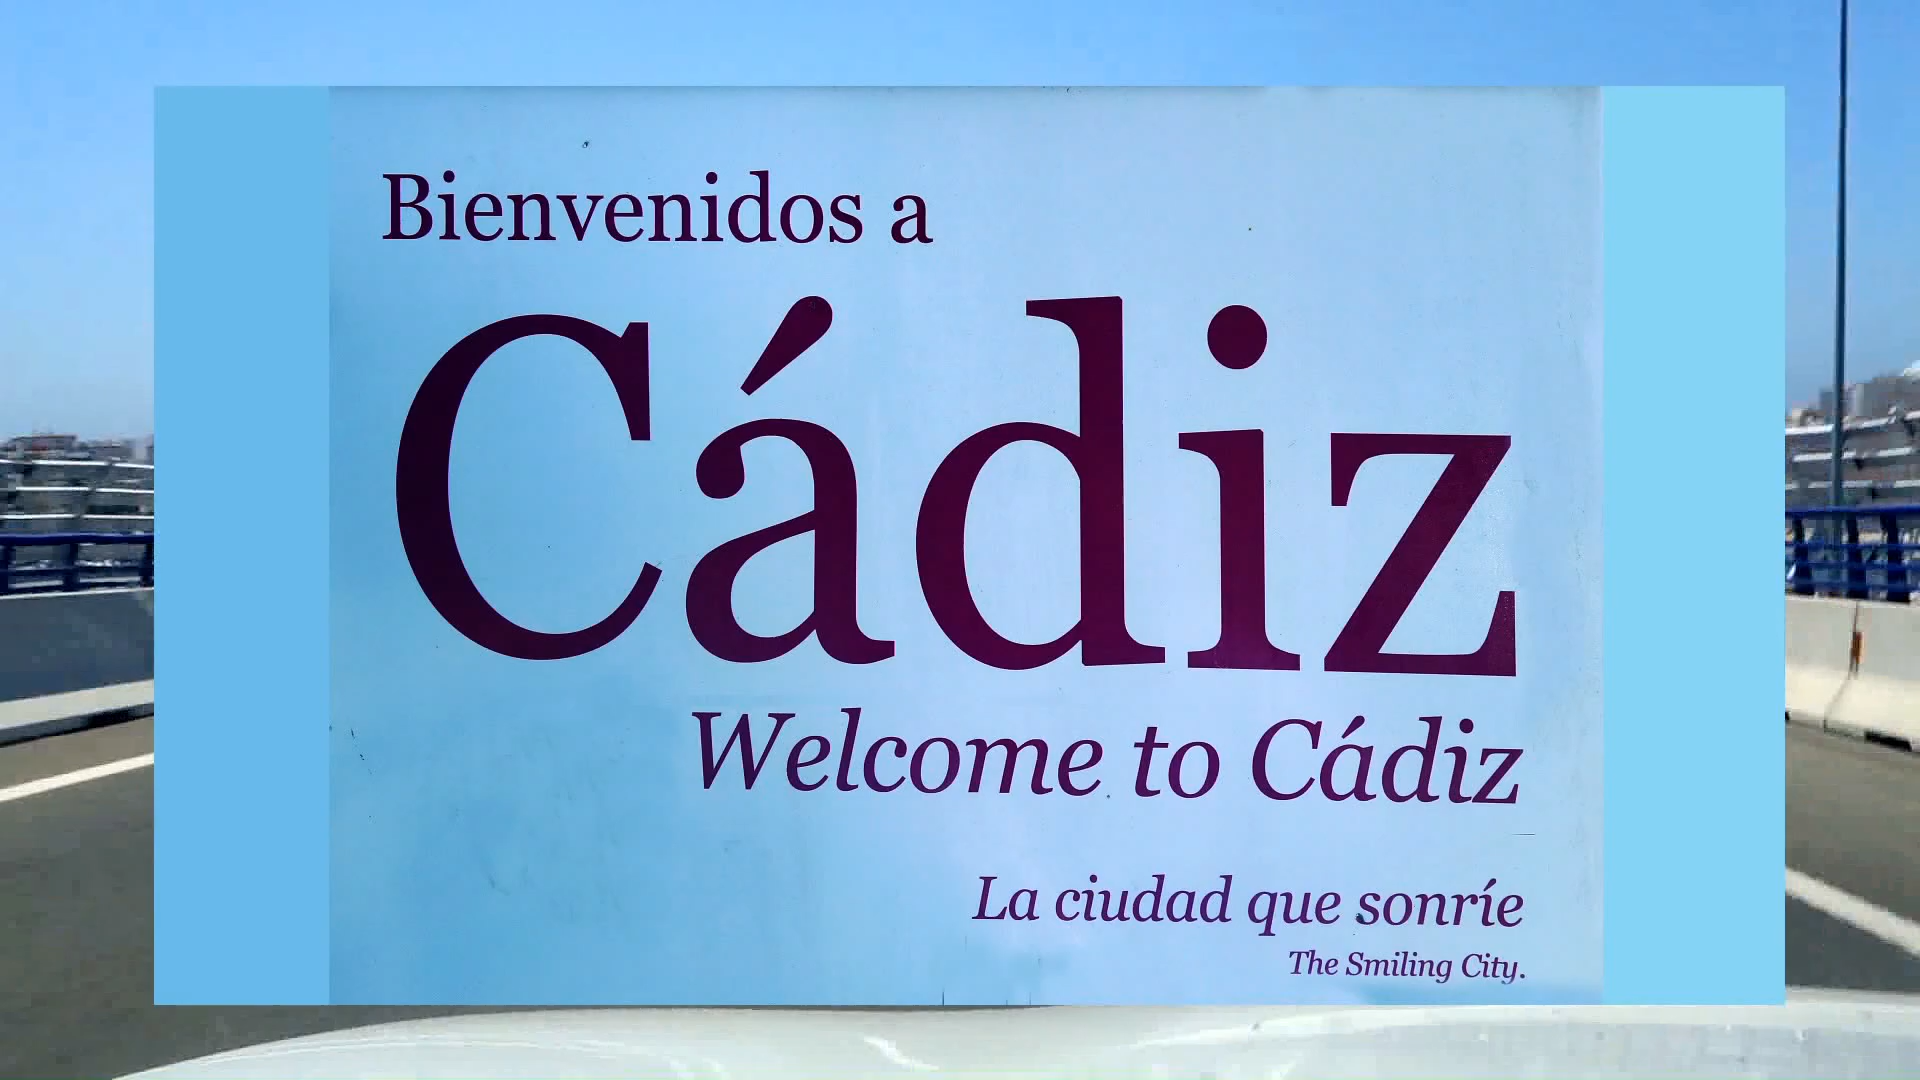 Bienvenidos a
Cádiz
Welcome to Cádiz
La ciudad que sonríe
The Smiling City.